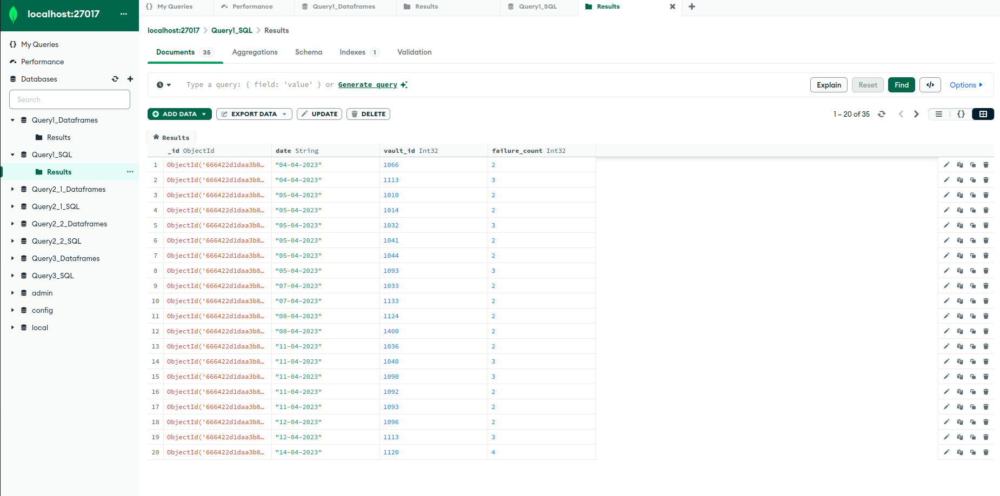 localhost:27017 ...
My Queries
Performance
Databases
Search
Query1_Dataframes
Results
Query1_SQL
Results ...
Query2_1_Dataframes
Query2_1_SQL
Query2_2_Dataframes
Query2_2_SQL
Query3_Dataframes
Query3_SQL
admin
config
local
My Queries Performance Query1_Dataframes Results Query1_SQL Results
localhost:27017 > Query1_SQL > Results
Documents 35 Aggregations Schema Indexes 1 Validation
Type a query: { field: 'value' } or Generate query Explain Reset Find </> Options
ADD DATA EXPORT DATA UPDATE DELETE 1 – 20 of 35 {}
Results
_id ObjectId date String vault_id Int32 failure_count Int32
1 ObjectId('666422d1daa3b8… "04-04-2023" 1066 2
2 ObjectId('666422d1daa3b8… "04-04-2023" 1113 3
3 ObjectId('666422d1daa3b8… "05-04-2023" 1010 2
4 ObjectId('666422d1daa3b8… "05-04-2023" 1014 2
5 ObjectId('666422d1daa3b8… "05-04-2023" 1032 3
6 ObjectId('666422d1daa3b8… "05-04-2023" 1041 2
7 ObjectId('666422d1daa3b8… "05-04-2023" 1044 2
8 ObjectId('666422d1daa3b8… "05-04-2023" 1093 3
9 ObjectId('666422d1daa3b8… "07-04-2023" 1033 2
10 ObjectId('666422d1daa3b8… "07-04-2023" 1133 2
11 ObjectId('666422d1daa3b8… "08-04-2023" 1124 2
12 ObjectId('666422d1daa3b8… "08-04-2023" 1400 2
13 ObjectId('666422d1daa3b8… "11-04-2023" 1036 2
14 ObjectId('666422d1daa3b8… "11-04-2023" 1040 3
15 ObjectId('666422d1daa3b8… "11-04-2023" 1090 3
16 ObjectId('666422d1daa3b8… "11-04-2023" 1092 2
17 ObjectId('666422d1daa3b8… "11-04-2023" 1093 2
18 ObjectId('666422d1daa3b8… "12-04-2023" 1096 2
19 ObjectId('666422d1daa3b8… "12-04-2023" 1113 3
20 ObjectId('666422d1daa3b8… "14-04-2023" 1120 4